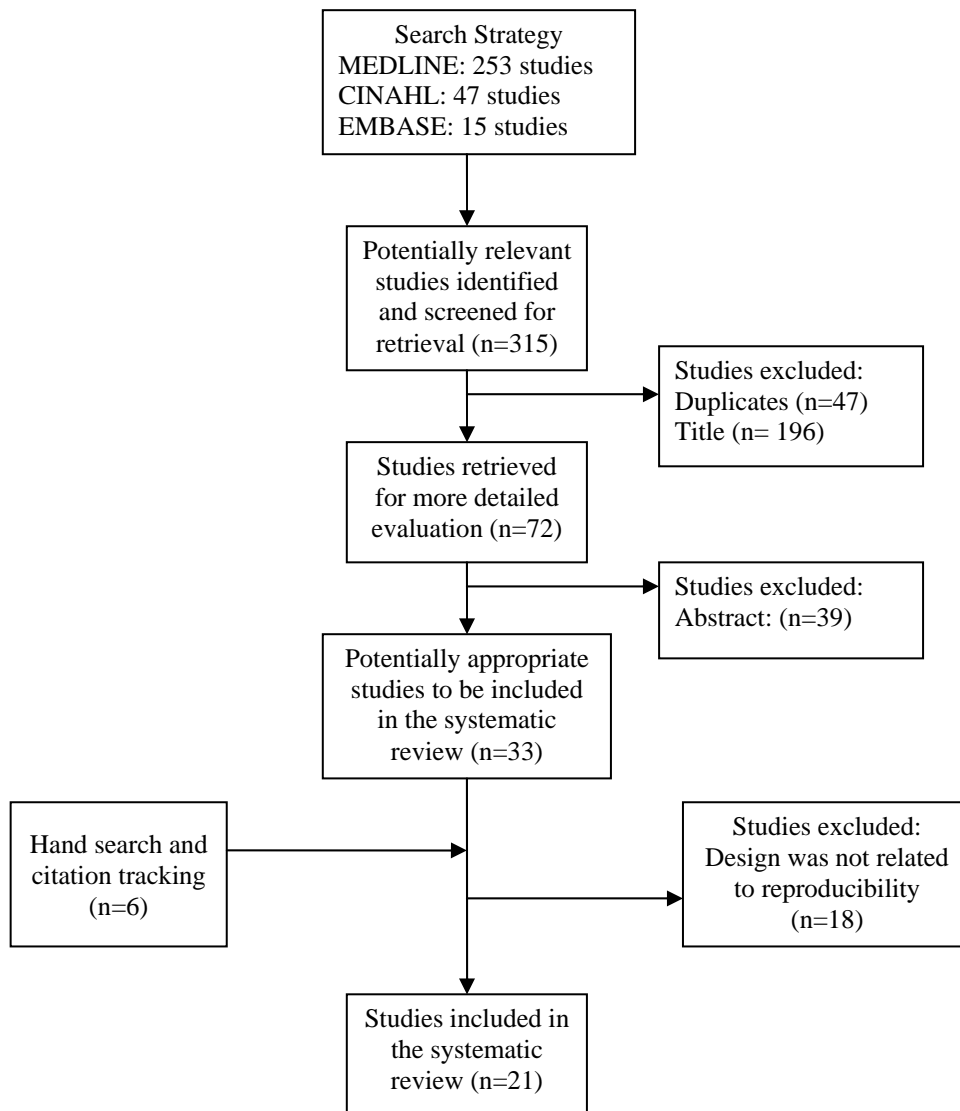 Search Strategy
MEDLINE: 253 studies
CINAHL: 47 studies
EMBASE: 15 studies
Potentially relevant
studies identified
and screened for
retrieval (n=315)
Studies excluded:
Duplicates (n=47)
Title (n= 196)
Studies retrieved
for more detailed
evaluation (n=72)
Studies excluded:
Abstract: (n=39)
Potentially appropriate
studies to be included
in the systematic
review (n=33)
Hand search and
citation tracking
(n=6)
Studies excluded:
Design was not related
to reproducibility
(n=18)
Studies included in
the systematic
review (n=21)